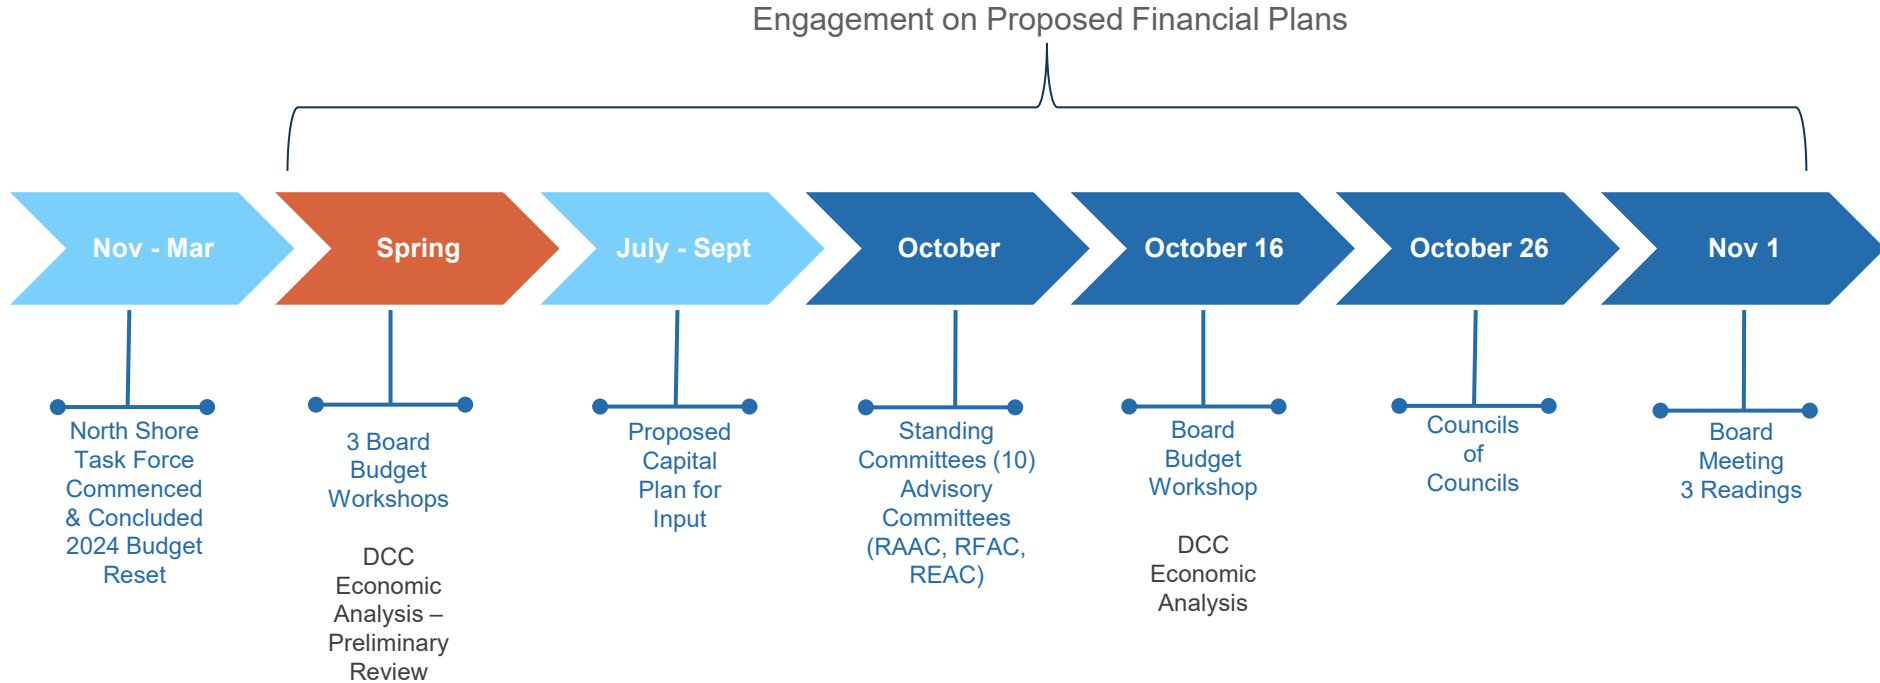 Engagement on Proposed Financial Plans
Nov - Mar
Spring
July - Sept
October
October 16
October 26
Nov 1
North Shore
Task Force
Commenced
& Concluded
2024 Budget
Reset
3 Board
Budget
Workshops
DCC
Economic
Analysis –
Preliminary
Review
Proposed
Capital
Plan for
Input
Standing
Committees (10)
Advisory
Committees
(RAAC, RFAC,
REAC)
Board
Budget
Workshop
DCC
Economic
Analysis
Councils
of
Councils
Board
Meeting
3 Readings